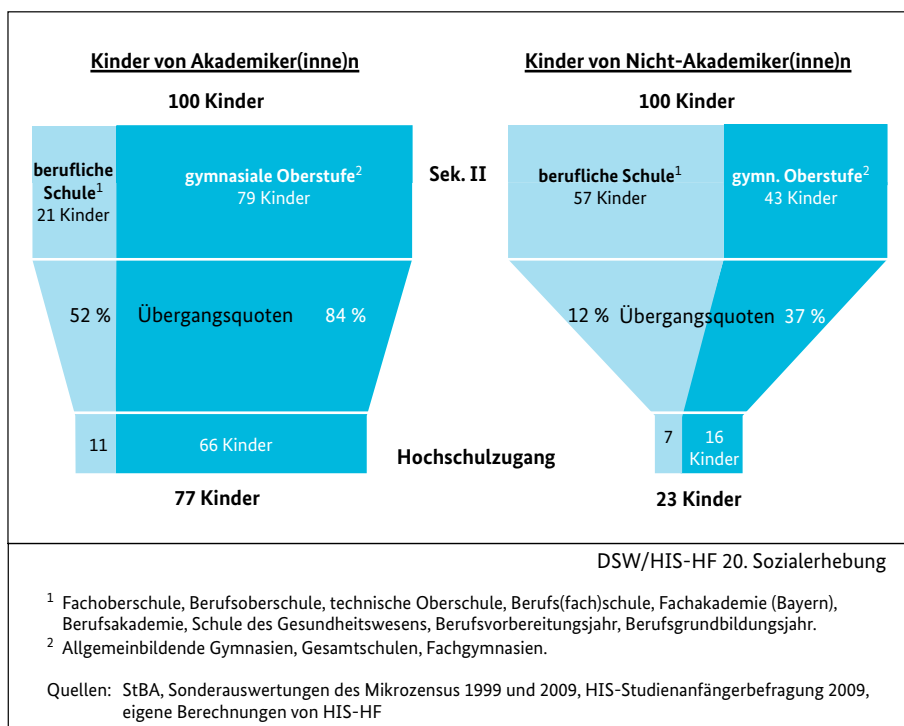 Kinder von Akademiker(inne)n
100 Kinder
berufliche
Schule¹
21 Kinder
gymnasiale Oberstufe²
79 Kinder
52 %
Übergangsquoten
84 %
11
66 Kinder
77 Kinder
Sek. II
Hochschulzugang
Kinder von Nicht-Akademiker(inne)n
100 Kinder
berufliche Schule¹
57 Kinder
gymn. Oberstufe²
43 Kinder
12 %
Übergangsquoten
37 %
7
16
Kinder
23 Kinder
DSW/HIS-HF 20. Sozialerhebung
¹ Fachoberschule, Berufsoberschule, technische Oberschule, Berufs(fach)schule, Fachakademie (Bayern),
Berufsakademie, Schule des Gesundheitswesens, Berufsvorbereitungsjahr, Berufsgrundbildungsjahr.
² Allgemeinbildende Gymnasien, Gesamtschulen, Fachgymnasien.
Quellen: StBA, Sonderauswertungen des Mikrozensus 1999 und 2009, HIS-Studienanfängerbefragung 2009,
eigene Berechnungen von HIS-HF